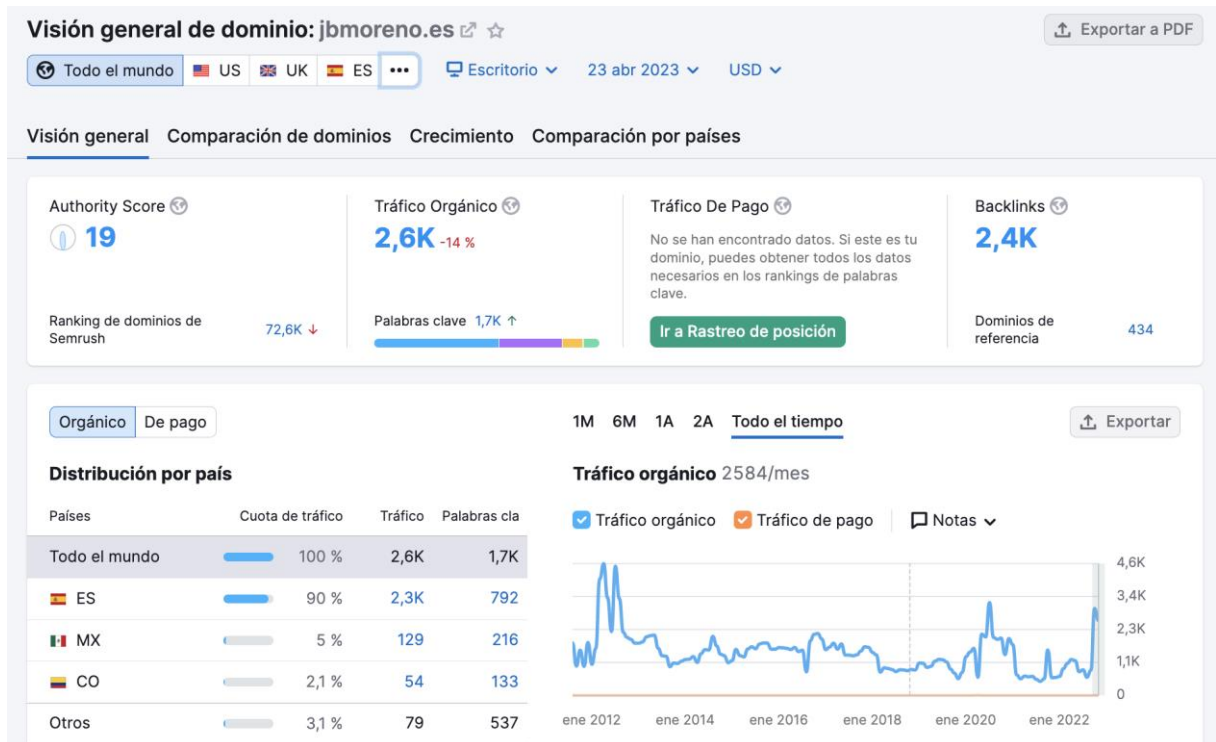 Visión general de dominio: jbmoreno.es
Exportar a PDF
Todo el mundo US UK ES ••• Escritorio 23 abr 2023 USD
Visión general Comparación de dominios Crecimiento Comparación por países
Authority Score
19
Ranking de dominios de Semrush
72,6K ↓
Tráfico Orgánico
2,6K -14 %
Palabras clave 1,7K ↑
Tráfico De Pago
No se han encontrado datos. Si este es tu
dominio, puedes obtener todos los datos
necesarios en los rankings de palabras
clave.
Ir a Rastreo de posición
Backlinks
2,4K
Dominios de referencia
434
Orgánico De pago
Distribución por país
Países Cuota de tráfico Tráfico Palabras cla
Todo el mundo 100 % 2,6K 1,7K
ES 90 % 2,3K 792
MX 5 % 129 216
CO 2,1 % 54 133
Otros 3,1 % 79 537
1M 6M 1A 2A Todo el tiempo
Exportar
Tráfico orgánico 2584/mes
Tráfico orgánico Tráfico de pago Notas
4,6K
3,4K
2,3K
1,1K
0
ene 2012 ene 2014 ene 2016 ene 2018 ene 2020 ene 2022